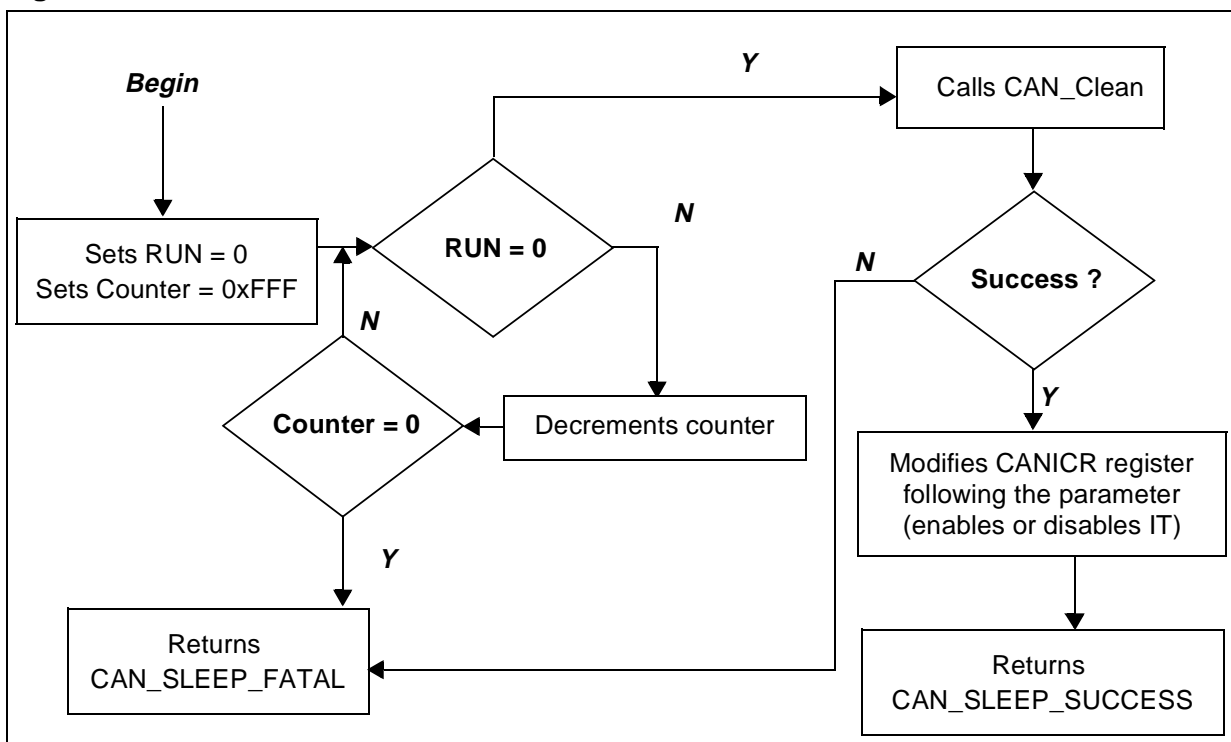 Begin
Y
Calls CAN_Clean
Sets RUN = 0
Sets Counter = 0xFFF
RUN = 0
N
N
Success ?
N
Counter = 0
Decrements counter
Y
Modifies CANICR register
following the parameter
(enables or disables IT)
Y
Returns
CAN_SLEEP_FATAL
Returns
CAN_SLEEP_SUCCESS